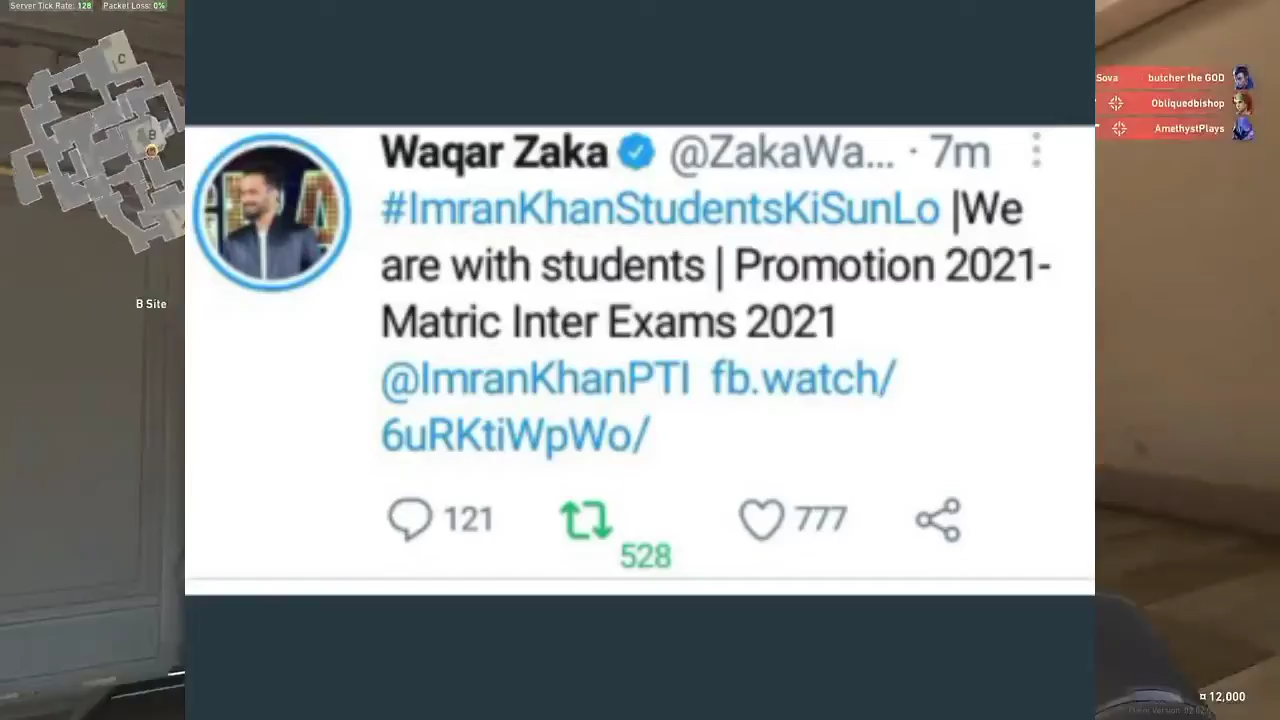 Server Tick Rate: 128 Packet Loss: 0%
C
B
B Site
Waqar Zaka @ZakaWa... · 7m
#ImranKhanStudentsKiSunLo |We
are with students | Promotion 2021-
Matric Inter Exams 2021
@ImranKhanPTI fb.watch/
6uRKtiWpWo/
121
528
777
Sova butcher the GOD
Obliquedbishop
AmethystPlays
¤ 12,000